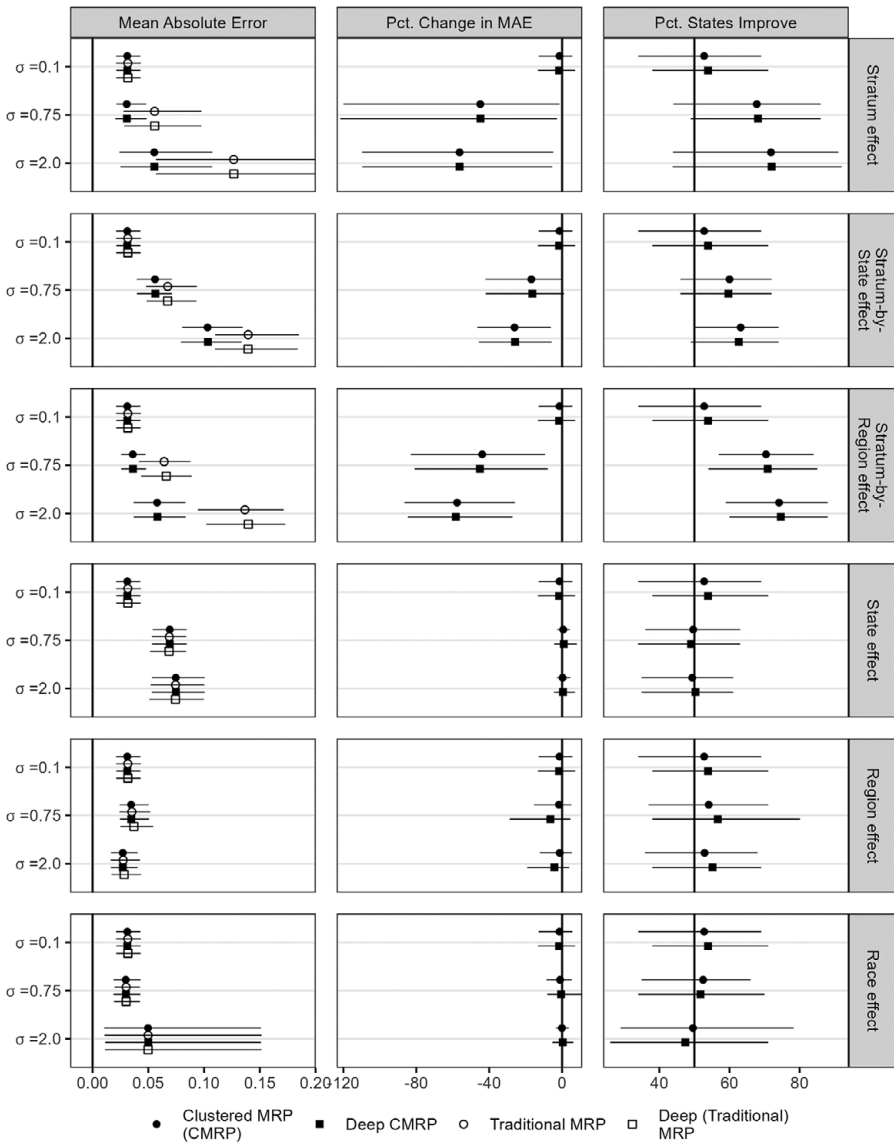 Mean Absolute Error Pct. Change in MAE Pct. States Improve
σ =0.1
σ =0.75
σ =2.0
Stratum effect
σ =0.1
σ =0.75
σ =2.0
Stratum-by-
State effect
σ =0.1
σ =0.75
σ =2.0
Stratum-by-
Region effect
σ =0.1
σ =0.75
σ =2.0
State effect
σ =0.1
σ =0.75
σ =2.0
Region effect
σ =0.1
σ =0.75
σ =2.0
Race effect
0.00 0.05 0.10 0.15 0.20 -120 -80 -40 0 40 60 80
Clustered MRP
(CMRP)
Deep CMRP
Traditional MRP
Deep (Traditional)
MRP